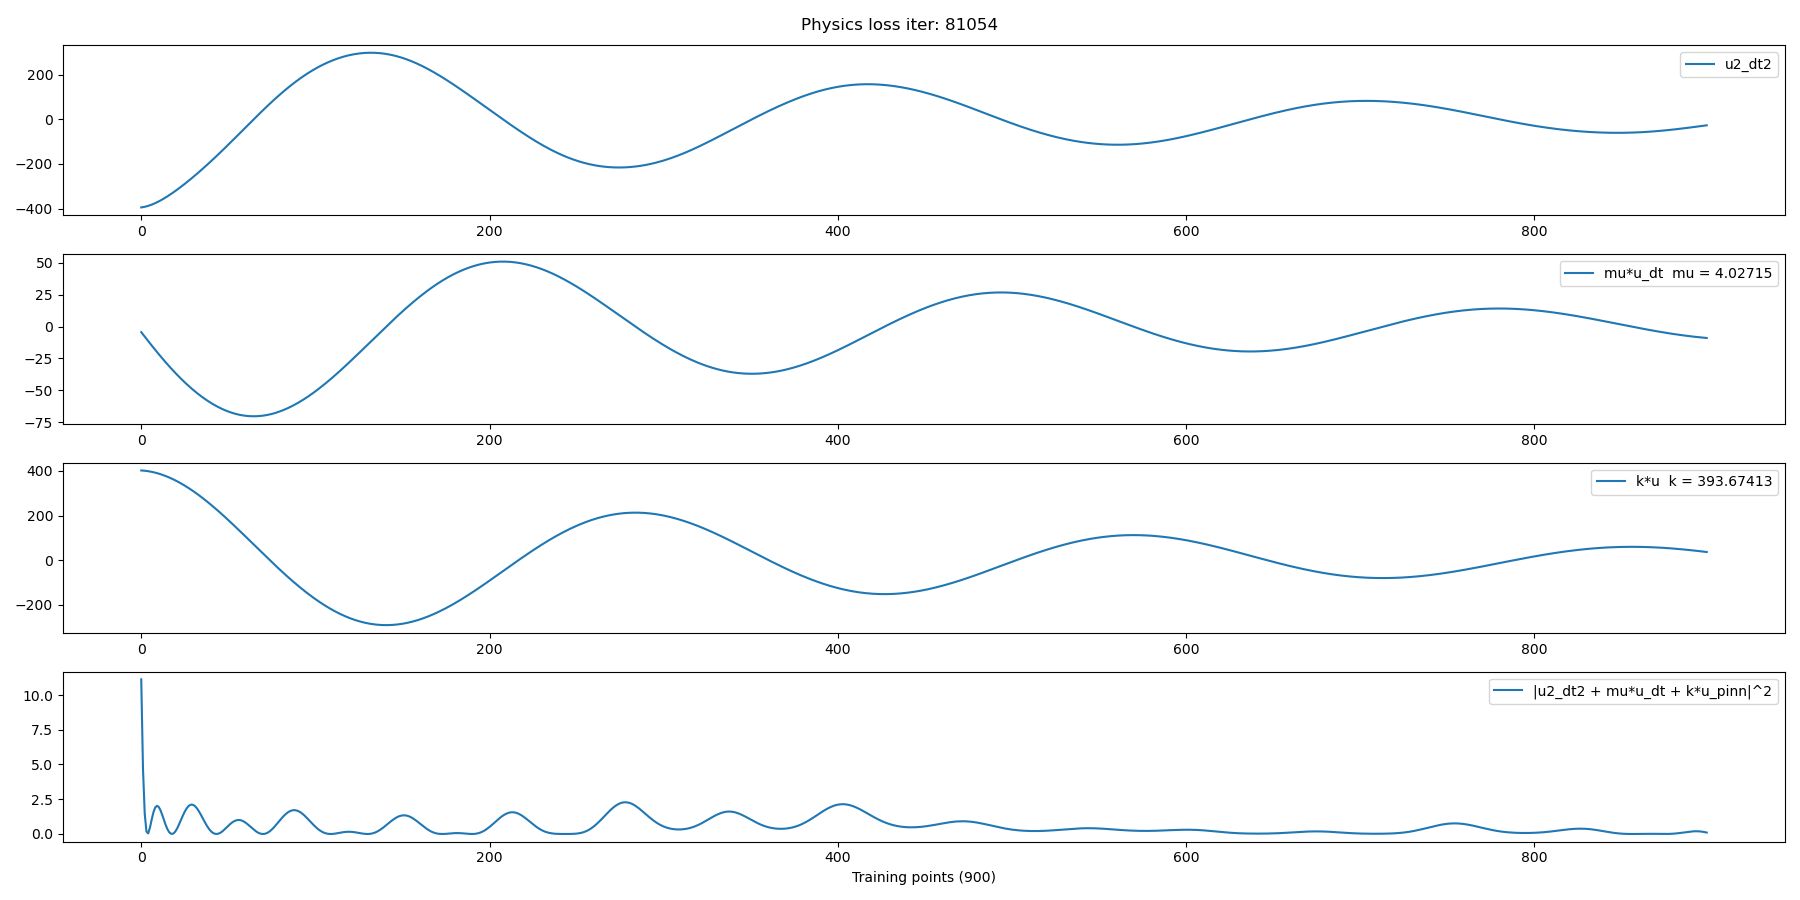 Physics loss iter: 81054
200
0
−200
−400
u2_dt2
0 200 400 600 800
50
25
0
−25
−50
−75
mu*u_dt  mu = 4.02715
0 200 400 600 800
400
200
0
−200
k*u  k = 393.67413
0 200 400 600 800
10.0
7.5
5.0
2.5
0.0
|u2_dt2 + mu*u_dt + k*u_pinn|^2
0 200 400 600 800
Training points (900)